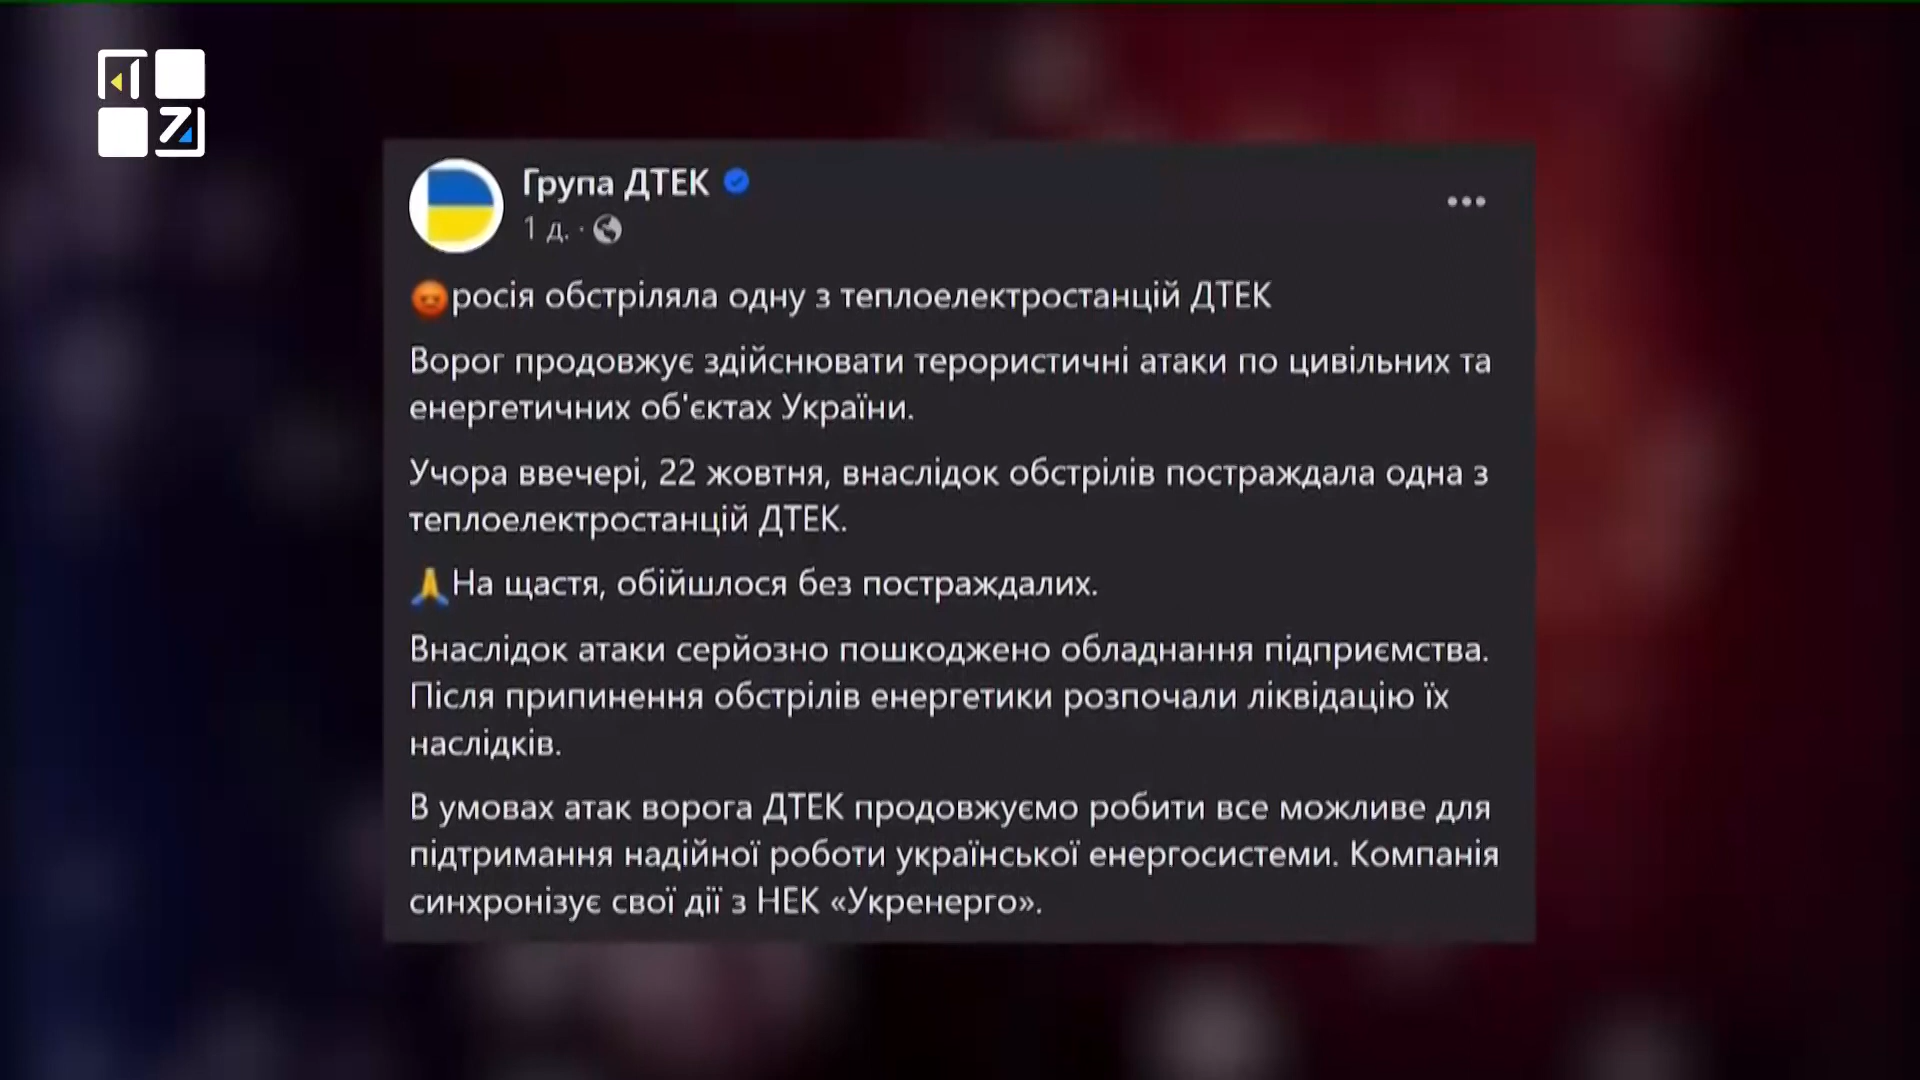 Група ДТЕК
1 д. ·
росія обстріляла одну з теплоелектростанцій ДТЕК
Ворог продовжує здійснювати терористичні атаки по цивільних та
енергетичних об'єктах України.
Учора ввечері, 22 жовтня, внаслідок обстрілів постраждала одна з
теплоелектростанцій ДТЕК.
🙏На щастя, обійшлося без постраждалих.
Внаслідок атаки серйозно пошкоджено обладнання підприємства.
Після припинення обстрілів енергетики розпочали ліквідацію їх
наслідків.
В умовах атак ворога ДТЕК продовжуємо робити все можливе для
підтримання надійної роботи української енергосистеми. Компанія
синхронізує свої дії з НЕК «Укренерго».